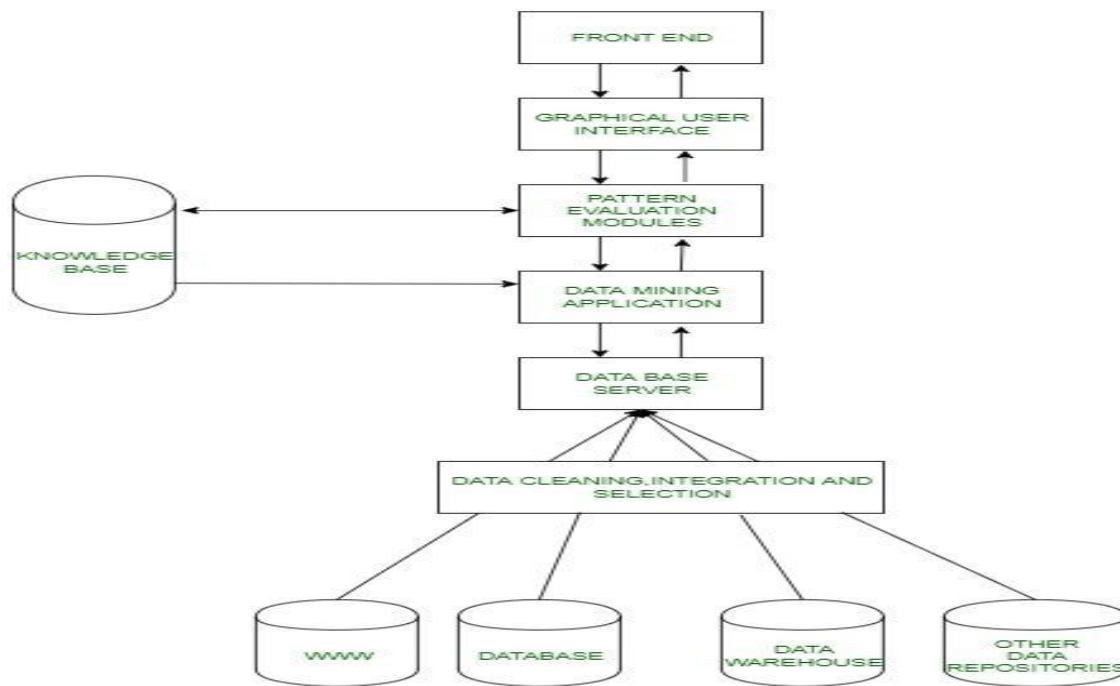 FRONT END
GRAPHICAL USER
INTERFACE
PATTERN
EVALUATION
MODULES
KNOWLEDGE
BASE
DATA MINING
APPLICATION
DATA BASE
SERVER
DATA CLEANING,INTEGRATION AND
SELECTION
WWW
DATABASE
DATA
WAREHOUSE
OTHER
DATA
REPOSITORIES